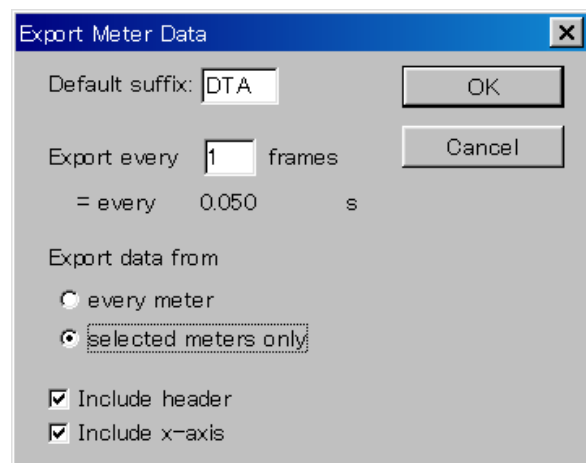 Export Meter Data
Default suffix: DTA
OK
Export every 1 frames
Cancel
= every 0.050 s
Export data from
every meter
selected meters only
Include header
Include x-axis